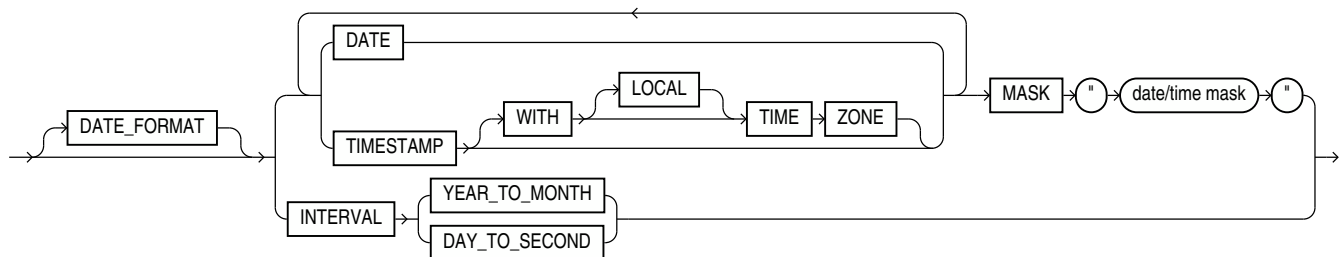 DATE
LOCAL
MASK " date/time mask "
DATE_FORMAT
WITH
TIME ZONE
TIMESTAMP
YEAR_TO_MONTH
INTERVAL
DAY_TO_SECOND